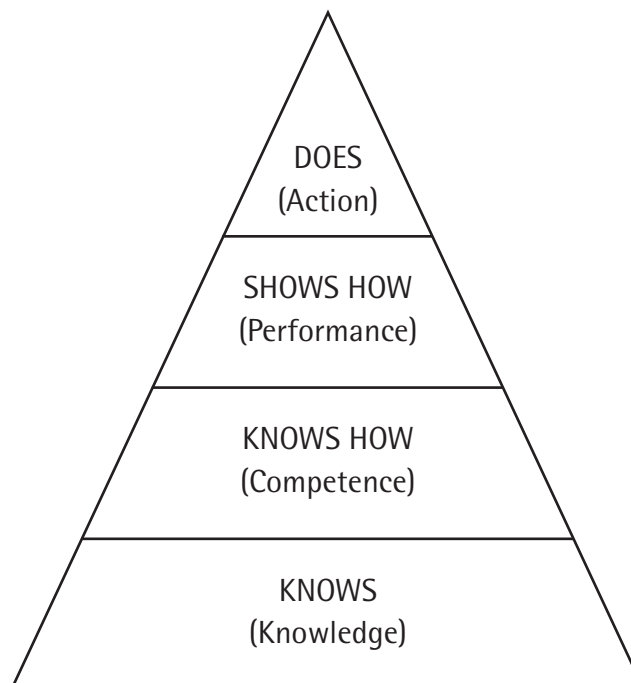 DOES
(Action)
SHOWS HOW
(Performance)
KNOWS HOW
(Competence)
KNOWS
(Knowledge)